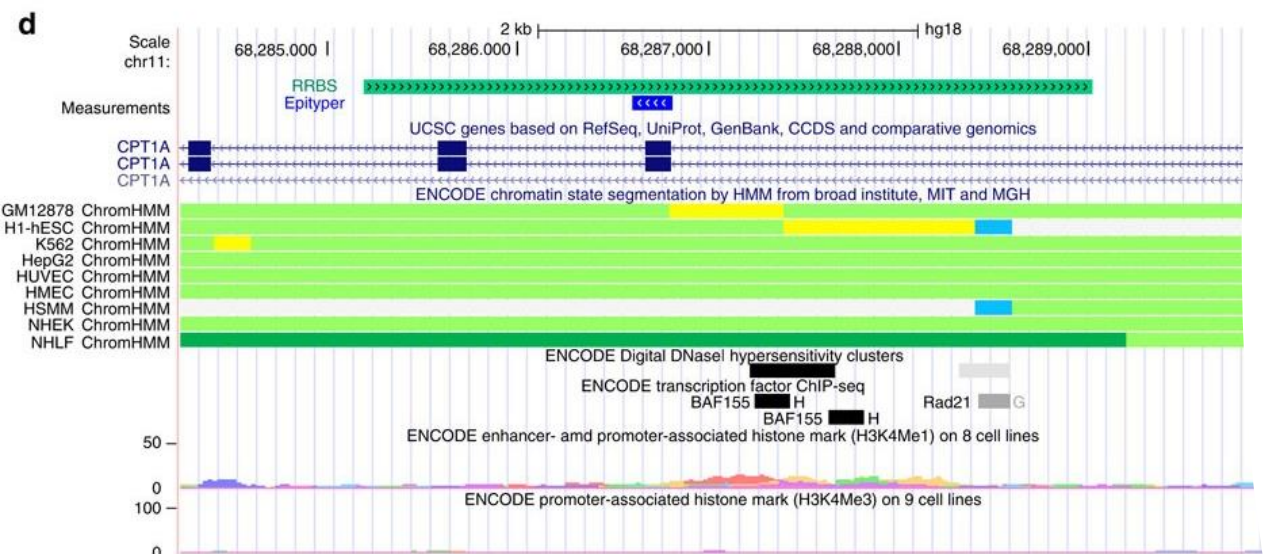 d
2 kb hg18
Scale
chr11:
68,285.000 68,286.000 68,287,000 68,288,000 68,289,000
RRBS
Measurements Epityper
UCSC genes based on RefSeq, UniProt, GenBank, CCDS and comparative genomics
CPT1A
CPT1A
CPT1A
ENCODE chromatin state segmentation by HMM from broad institute, MIT and MGH
GM12878 ChromHMM
H1-hESC ChromHMM
K562 ChromHMM
HepG2 ChromHMM
HUVEC ChromHMM
HMEC ChromHMM
HSMM ChromHMM
NHEK ChromHMM
NHLF ChromHMM
ENCODE Digital DNaseI hypersensitivity clusters
ENCODE transcription factor ChIP-seq
BAF155 H Rad21 G
BAF155 H
ENCODE enhancer- amd promoter-associated histone mark (H3K4Me1) on 8 cell lines
50
0
ENCODE promoter-associated histone mark (H3K4Me3) on 9 cell lines
100
0